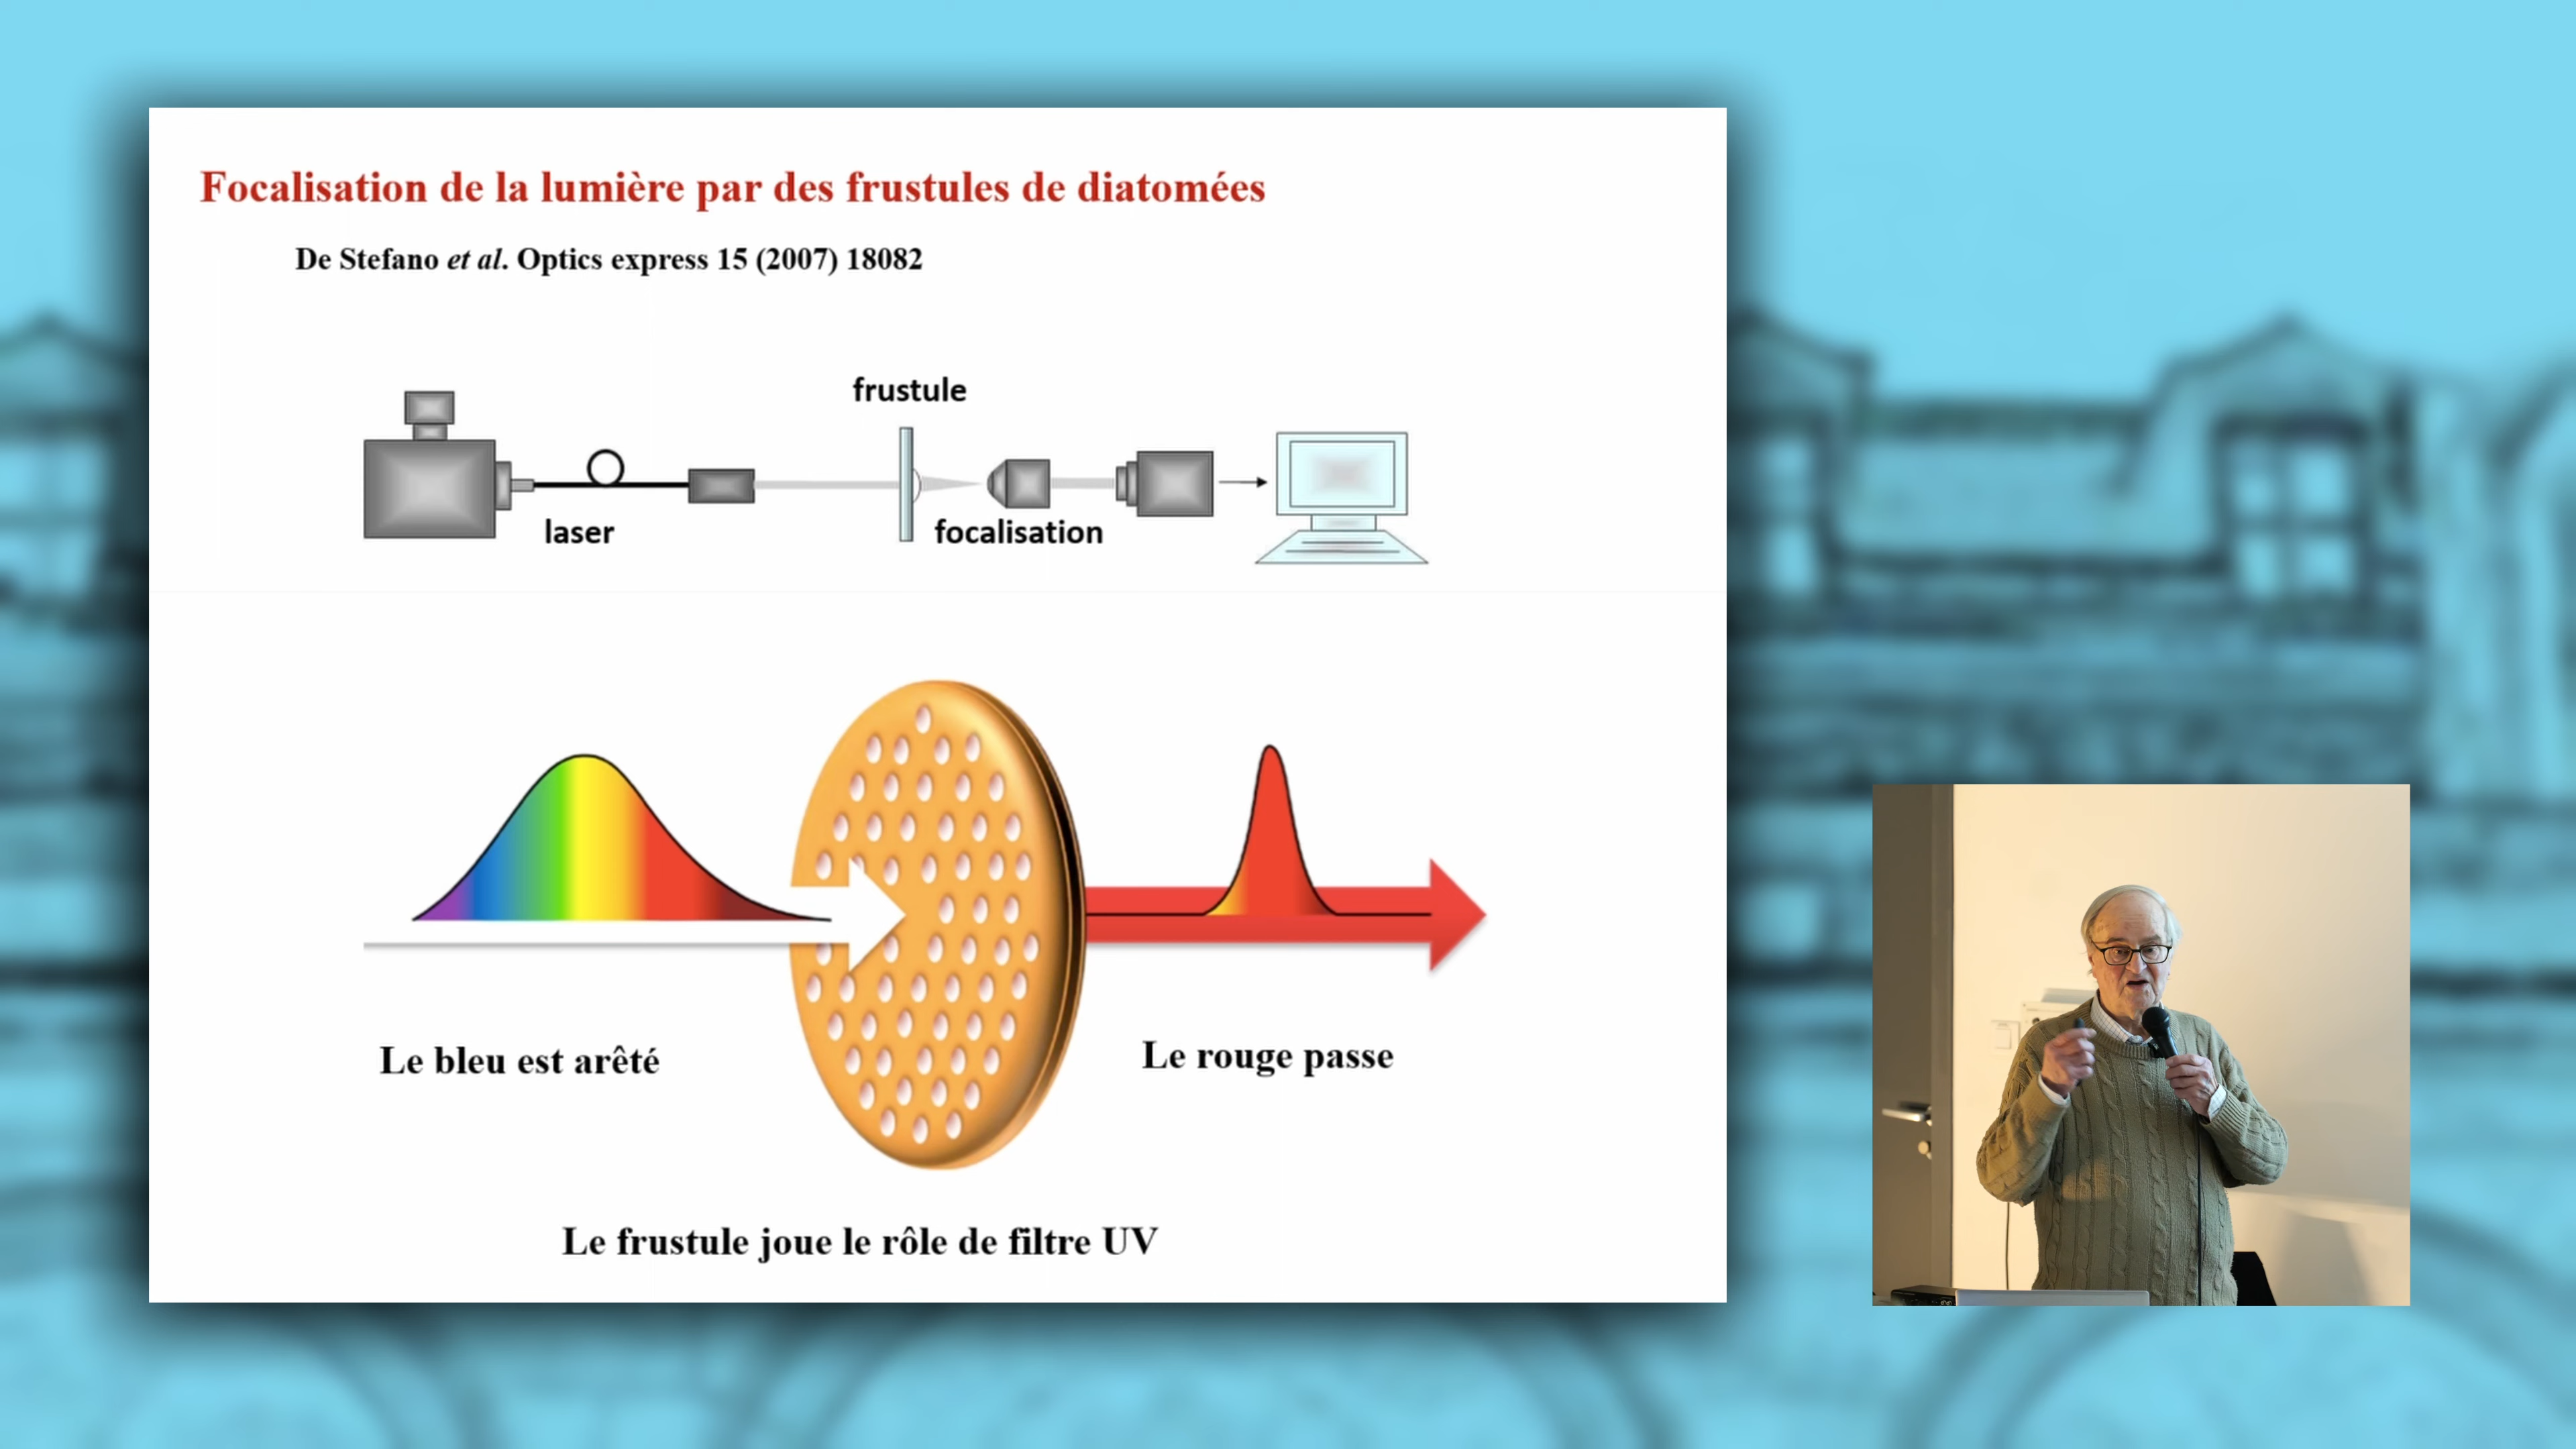 Focalisation de la lumière par des frustules de diatomées
De Stefano et al. Optics express 15 (2007) 18082
frustule
laser
focalisation
Le bleu est arêté
Le rouge passe
Le frustule joue le rôle de filtre UV